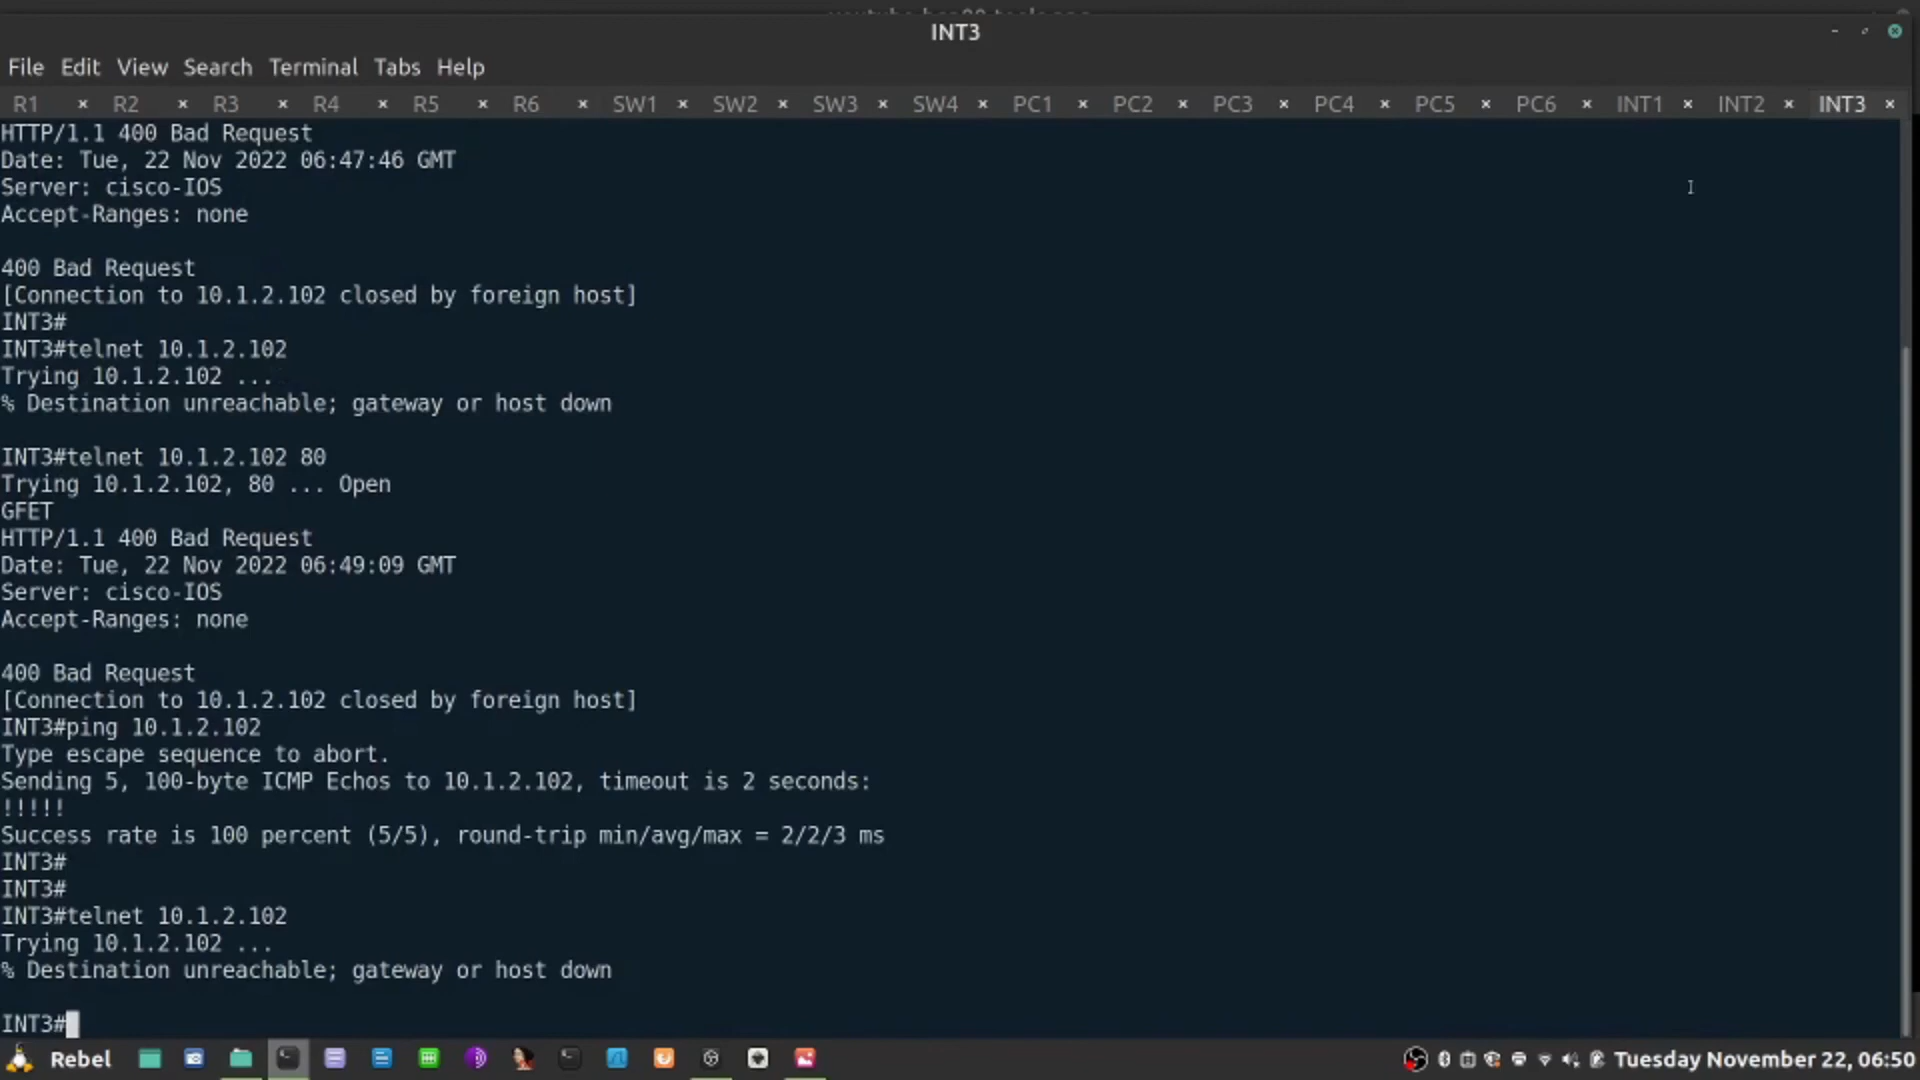 INT3
File Edit View Search Terminal Tabs Help
R1 × R2 × R3 × R4 × R5 × R6 × SW1 × SW2 × SW3 × SW4 × PC1 × PC2 × PC3 × PC4 × PC5 × PC6 × INT1 × INT2 × INT3 ×
HTTP/1.1 400 Bad Request
Date: Tue, 22 Nov 2022 06:47:46 GMT
Server: cisco-IOS
Accept-Ranges: none
400 Bad Request
[Connection to 10.1.2.102 closed by foreign host]
INT3#
INT3#telnet 10.1.2.102
Trying 10.1.2.102 ...
% Destination unreachable; gateway or host down
INT3#telnet 10.1.2.102 80
Trying 10.1.2.102, 80 ... Open
GFET
HTTP/1.1 400 Bad Request
Date: Tue, 22 Nov 2022 06:49:09 GMT
Server: cisco-IOS
Accept-Ranges: none
400 Bad Request
[Connection to 10.1.2.102 closed by foreign host]
INT3#ping 10.1.2.102
Type escape sequence to abort.
Sending 5, 100-byte ICMP Echos to 10.1.2.102, timeout is 2 seconds:
!!!!!
Success rate is 100 percent (5/5), round-trip min/avg/max = 2/2/3 ms
INT3#
INT3#
INT3#telnet 10.1.2.102
Trying 10.1.2.102 ...
% Destination unreachable; gateway or host down
INT3#
Rebel Tuesday November 22, 06:50